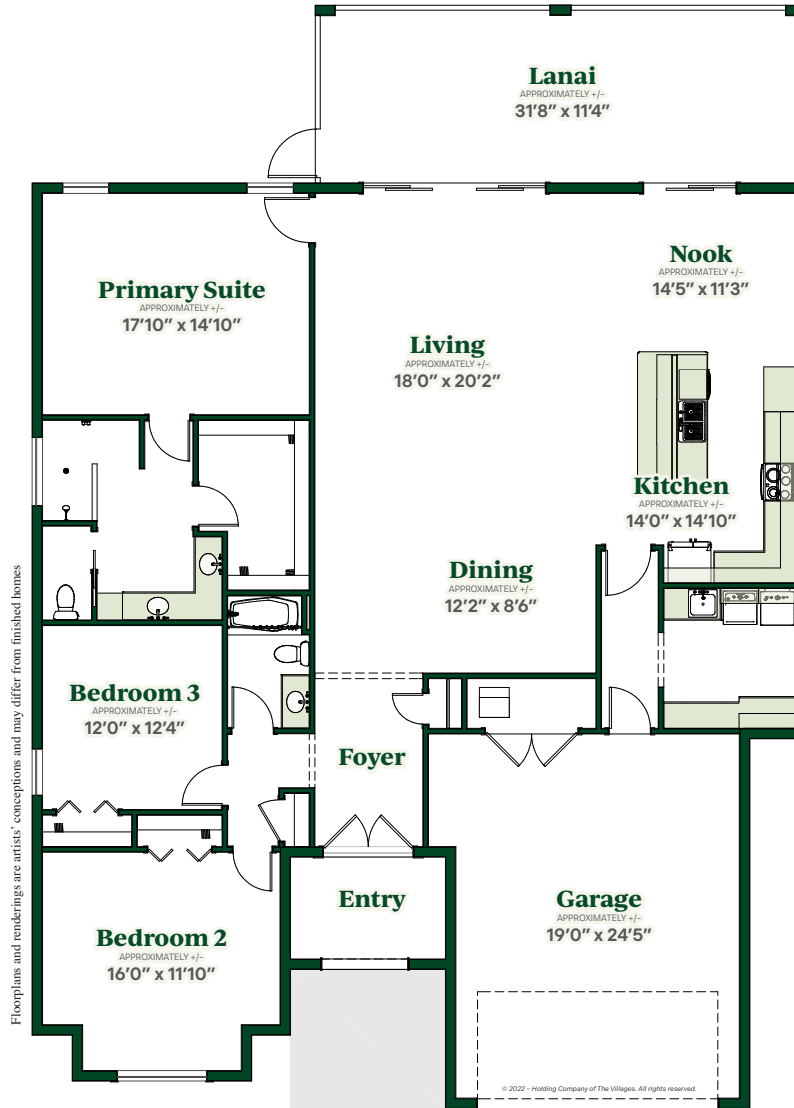 Lanai
APPROXIMATELY +/-
31’8” x 11’4”
Nook
APPROXIMATELY +/-
14’5” x 11’3”
Primary Suite
APPROXIMATELY +/-
17’10” x 14’10”
Living
APPROXIMATELY +/-
18’0” x 20’2”
Kitchen
APPROXIMATELY +/-
14’0” x 14’10”
Dining
APPROXIMATELY +/-
12’2” x 8’6”
Bedroom 3
APPROXIMATELY +/-
12’0” x 12’4”
Foyer
Entry
Garage
APPROXIMATELY +/-
19’0” x 24’5”
Bedroom 2
APPROXIMATELY +/-
16’0” x 11’10”
Floorplans and renderings are artists’ conceptions and may differ from finished homes
© 2022 – Holding Company of The Villages. All rights reserved.